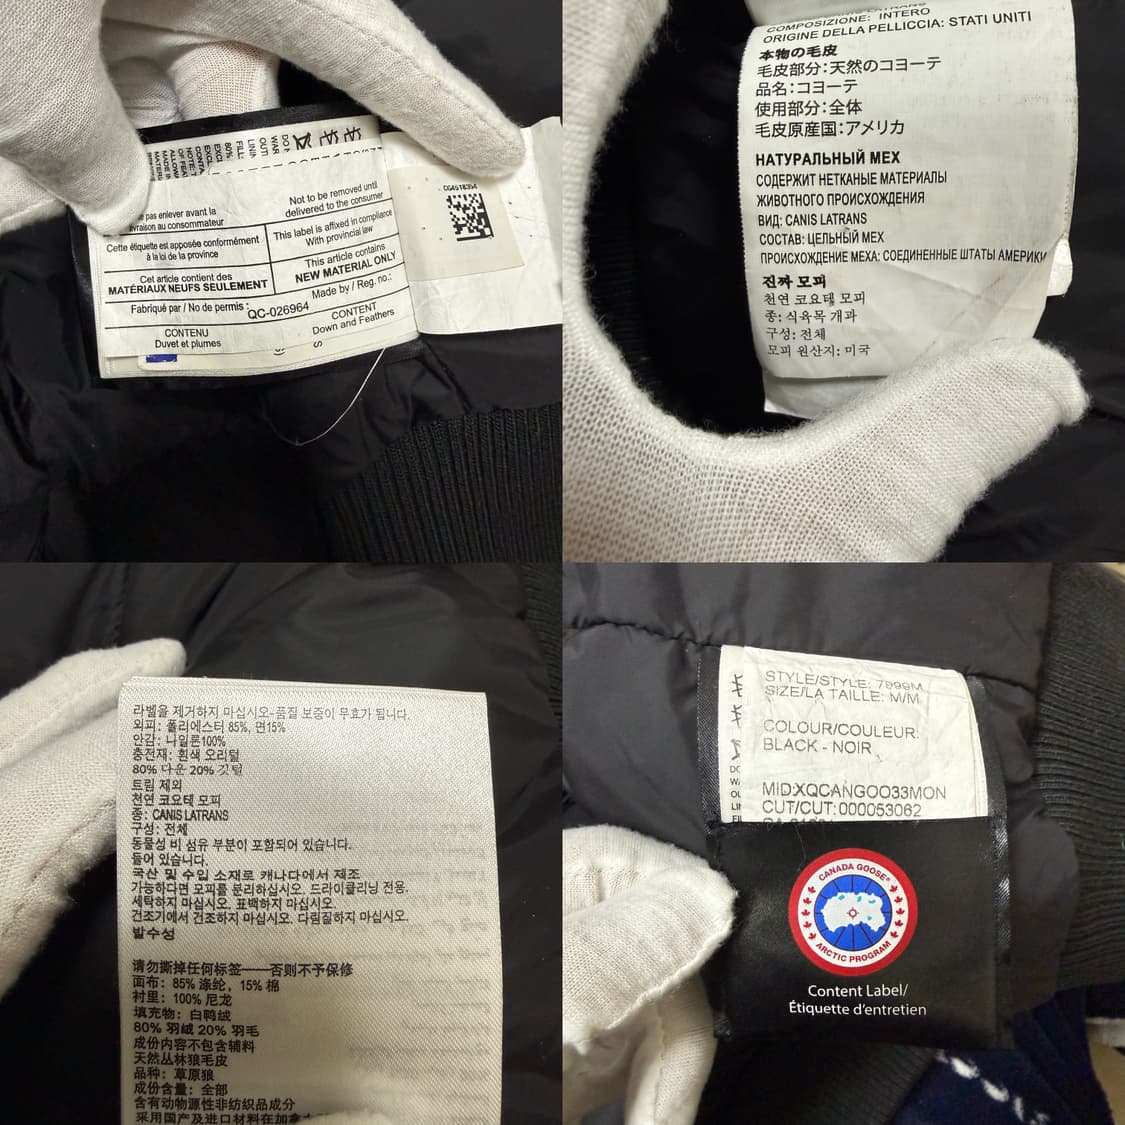 pas enlever avant la
livraison au consommateur
Not to be removed until
delivered to the consumer
Cette étiquette est apposée conformément
à la loi de la province
This label is affixed in compliance
With provincial law
Cet article contient des
MATÉRIAUX NEUFS SEULEMENT
This article contains
NEW MATERIAL ONLY
Fabriqué par / No de permis :
QC-026964
Made by / Reg. no.:
CONTENU
Duvet et plumes
CONTENT
Down and Feathers
COMPOSIZIONE: INTERO
ORIGINE DELLA PELLICCIA: STATI UNITI
本物の毛皮
毛皮部分：天然のコヨーテ
品名：コヨーテ
使用部分：全体
毛皮原産国：アメリカ
НАТУРАЛЬНЫЙ МЕХ
СОДЕРЖИТ НЕТКАНЫЕ МАТЕРИАЛЫ
ЖИВОТНОГО ПРОИСХОЖДЕНИЯ
ВИД: CANIS LATRANS
СОСТАВ: ЦЕЛЬНЫЙ МЕХ
ПРОИСХОЖДЕНИЕ МЕХА: СОЕДИНЕННЫЕ ШТАТЫ АМЕРИКИ
진짜 모피
천연 코요테 모피
종: 식육목 개과
구성: 전체
모피 원산지: 미국
라벨을 제거하지 마십시오-품질 보증이 무효가 됩니다.
외피: 폴리에스터 85%, 면15%
안감: 나일론100%
충전재: 흰색 오리털
80% 다운 20% 깃털
트림 제외
천연 코요테 모피
종: CANIS LATRANS
구성: 전체
동물성 비 섬유 부분이 포함되어 있습니다.
들어 있습니다.
국산 및 수입 소재로 캐나다에서 제조
가능하다면 모피를 분리하십시오. 드라이클리닝 전용.
세탁하지 마십시오. 표백하지 마십시오.
건조기에서 건조하지 마십시오. 다림질하지 마십시오.
발수성
请勿撕掉任何标签——否则不予保修
面布：85% 涤纶，15% 棉
衬里：100% 尼龙
填充物：白鸭绒
80% 羽绒 20% 羽毛
成份内容不包含辅料
天然丛林狼毛皮
品种：草原狼
成份含量：全部
含有动物源性非纺织品成分
采用国产及进口材料在加拿
STYLE/STYLE: 7999M
SIZE/LA TAILLE: M/M
COLOUR/COULEUR:
BLACK - NOIR
MID:XQCANGOO33MON
CUT/CUT:000053062
CANADA GOOSE®
ARCTIC PROGRAM
Content Label/
Étiquette d'entretien